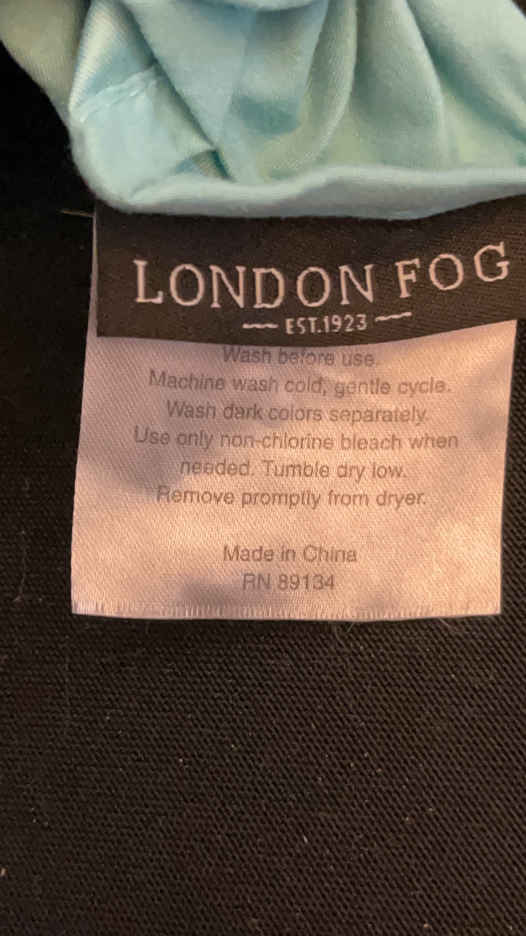 LONDON FOG
EST.1923
Wash before use.
Machine wash cold, gentle cycle.
Wash dark colors separately.
Use only non-chlorine bleach when
needed. Tumble dry low.
Remove promptly from dryer.
Made in China
RN 89134